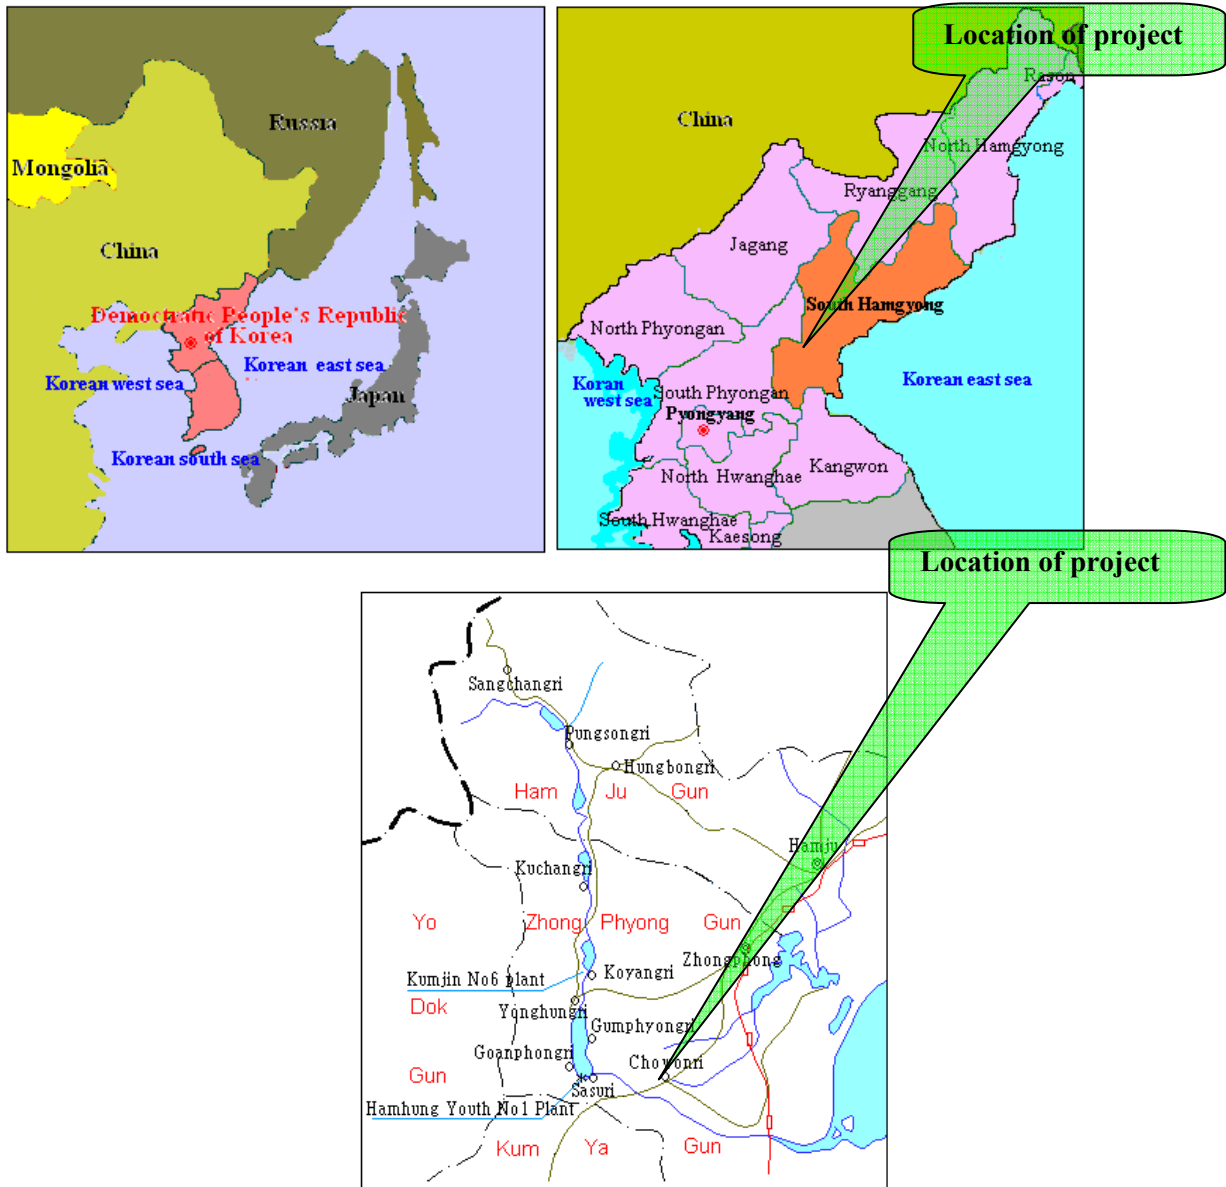 Russia
Mongolia
China
Democtratic People's Republic
of Korea
Korean east sea
Korean west sea
Japan
Korean south sea
Location of project
Rason
China
North Hamgyong
Ryanggang
Jagang
South Hamgyong
North Phyongan
Koran
west sea
South Phyongan
Korean east sea
Pyongyang
North Hwanghae
Kangwon
South Hwanghae
Kaesong
Location of project
Sangchangri
Pungsongri
Hungbongri
Ham Ju Gun
Hamju
Kuchangri
Yo Zhong Phyong Gun
Zhongphong
Kumjin No6 plant
Koyangri
Dok
Yonghungri
Gumphyongri
Goanphongri
Chowonri
Gun
Sasuri
Hamhung Youth No1 Plant
Kum Ya Gun